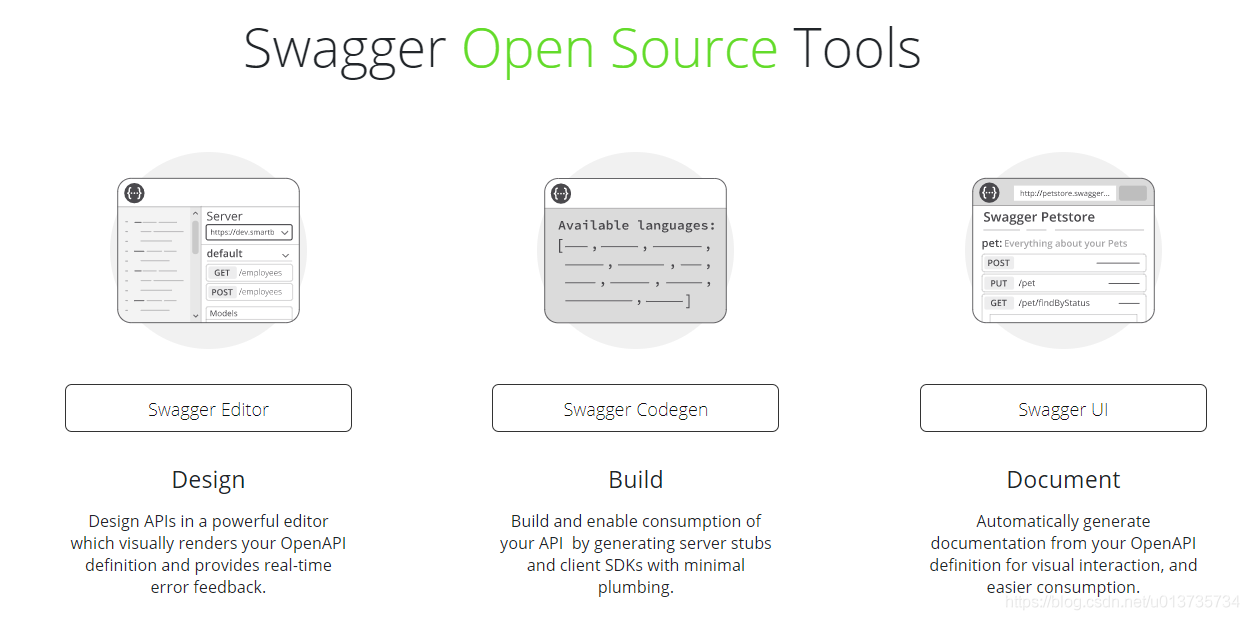 Swagger Open Source Tools
Server
https://dev.smartb
default
GET /employees
POST /employees
Models
Available languages:
[ , , ,
, , ,
, , ,
, ]
http://petstore.swagger...
Swagger Petstore
pet: Everything about your Pets
POST
PUT /pet
GET /pet/findByStatus
Swagger Editor
Swagger Codegen
Swagger UI
Design
Design APIs in a powerful editor
which visually renders your OpenAPI
definition and provides real-time
error feedback.
Build
Build and enable consumption of
your API by generating server stubs
and client SDKs with minimal
plumbing.
Document
Automatically generate
documentation from your OpenAPI
definition for visual interaction, and
easier consumption.
https://blog.csdn.net/u013735734